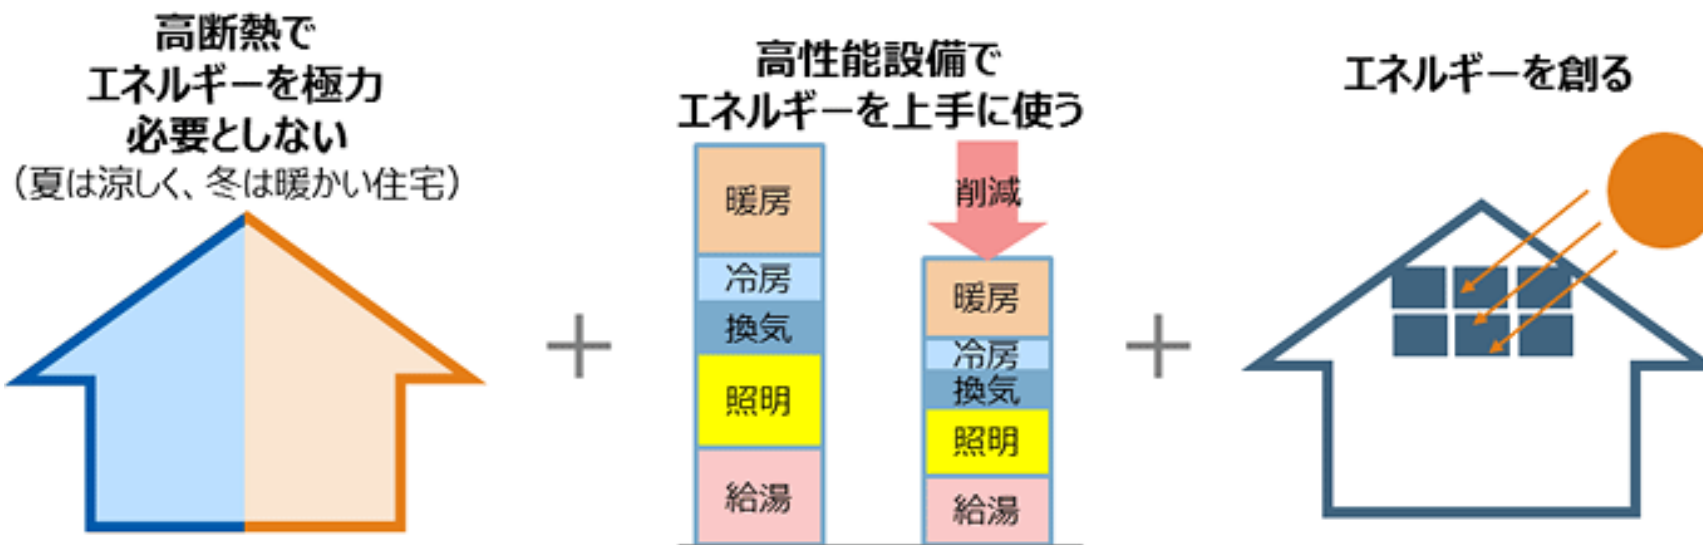 高断熱で
エネルギーを極力
必要としない
（夏は涼しく、冬は暖かい住宅）
高性能設備で
エネルギーを上手に使う
暖房
冷房
換気
照明
給湯
削減
暖房
冷房
換気
照明
給湯
エネルギーを創る